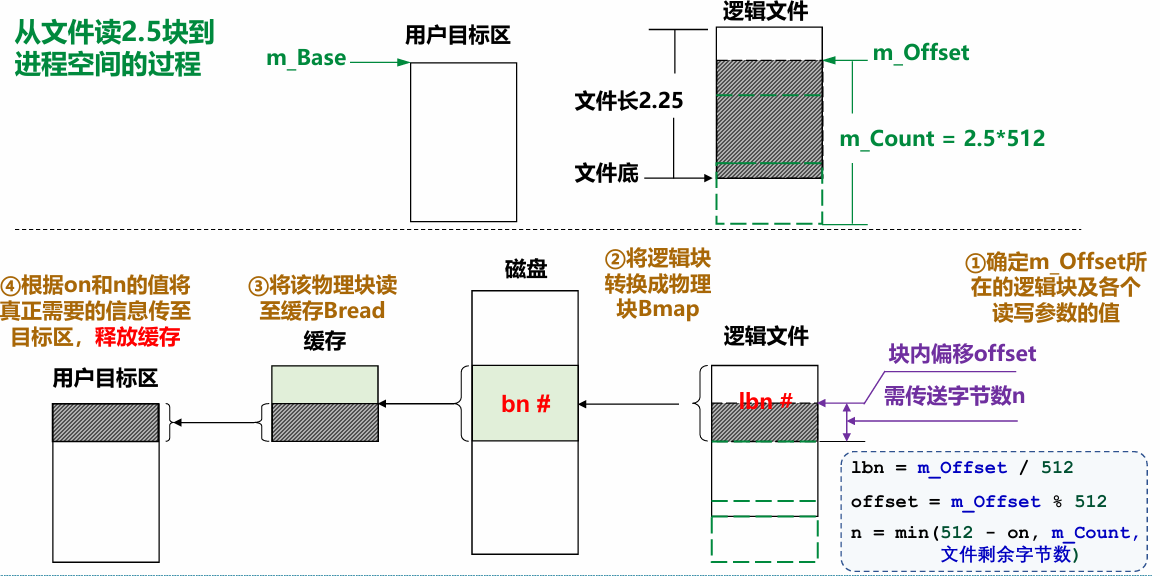 从文件读2.5块到
进程空间的过程
用户目标区
m_Base
逻辑文件
m_Offset
文件长2.25
m_Count = 2.5*512
文件底
④根据on和n的值将
真正需要的信息传至
目标区，释放缓存
用户目标区
③将该物理块读
至缓存Bread
缓存
磁盘
bn #
②将逻辑块
转换成物理
块Bmap
逻辑文件
lbn #
①确定m_Offset所
在的逻辑块及各个
读写参数的值
块内偏移offset
需传送字节数n
lbn = m_Offset / 512
offset = m_Offset % 512
n = min(512 - on, m_Count,
文件剩余字节数)